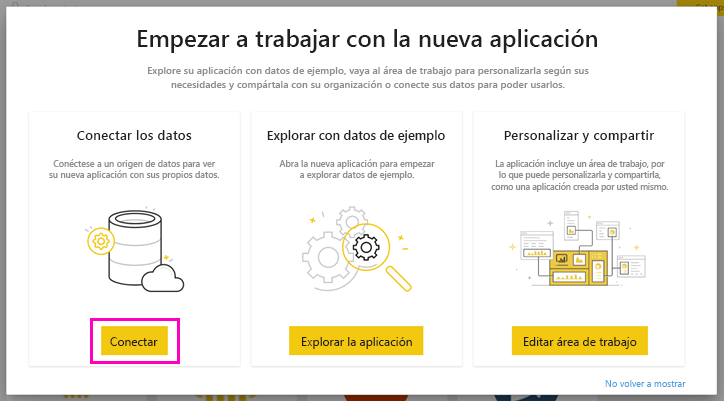 Empezar a trabajar con la nueva aplicación
Explore su aplicación con datos de ejemplo, vaya al área de trabajo para personalizarla según sus
necesidades y compártala con su organización o conecte sus datos para poder usarlos.
Conectar los datos
Conéctese a un origen de datos para ver
su nueva aplicación con sus propios datos.
Conectar
Explorar con datos de ejemplo
Abra la nueva aplicación para empezar
a explorar datos de ejemplo.
Explorar la aplicación
Personalizar y compartir
La aplicación incluye un área de trabajo, por
lo que puede personalizarla y compartirla,
como una aplicación creada por usted mismo.
Editar área de trabajo
No volver a mostrar